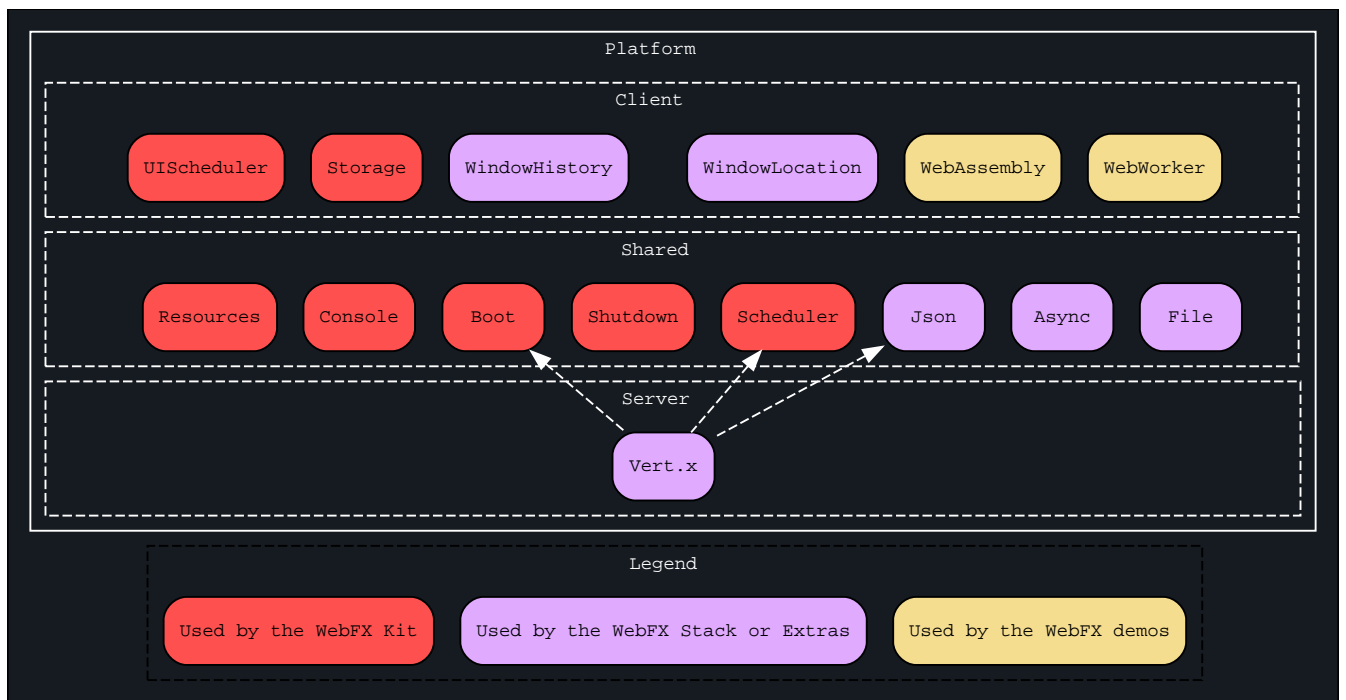 Platform
Client
UIScheduler Storage WindowHistory WindowLocation WebAssembly WebWorker
Shared
Resources Console Boot Shutdown Scheduler Json Async File
Server
Vert.x
Legend
Used by the WebFX Kit Used by the WebFX Stack or Extras Used by the WebFX demos